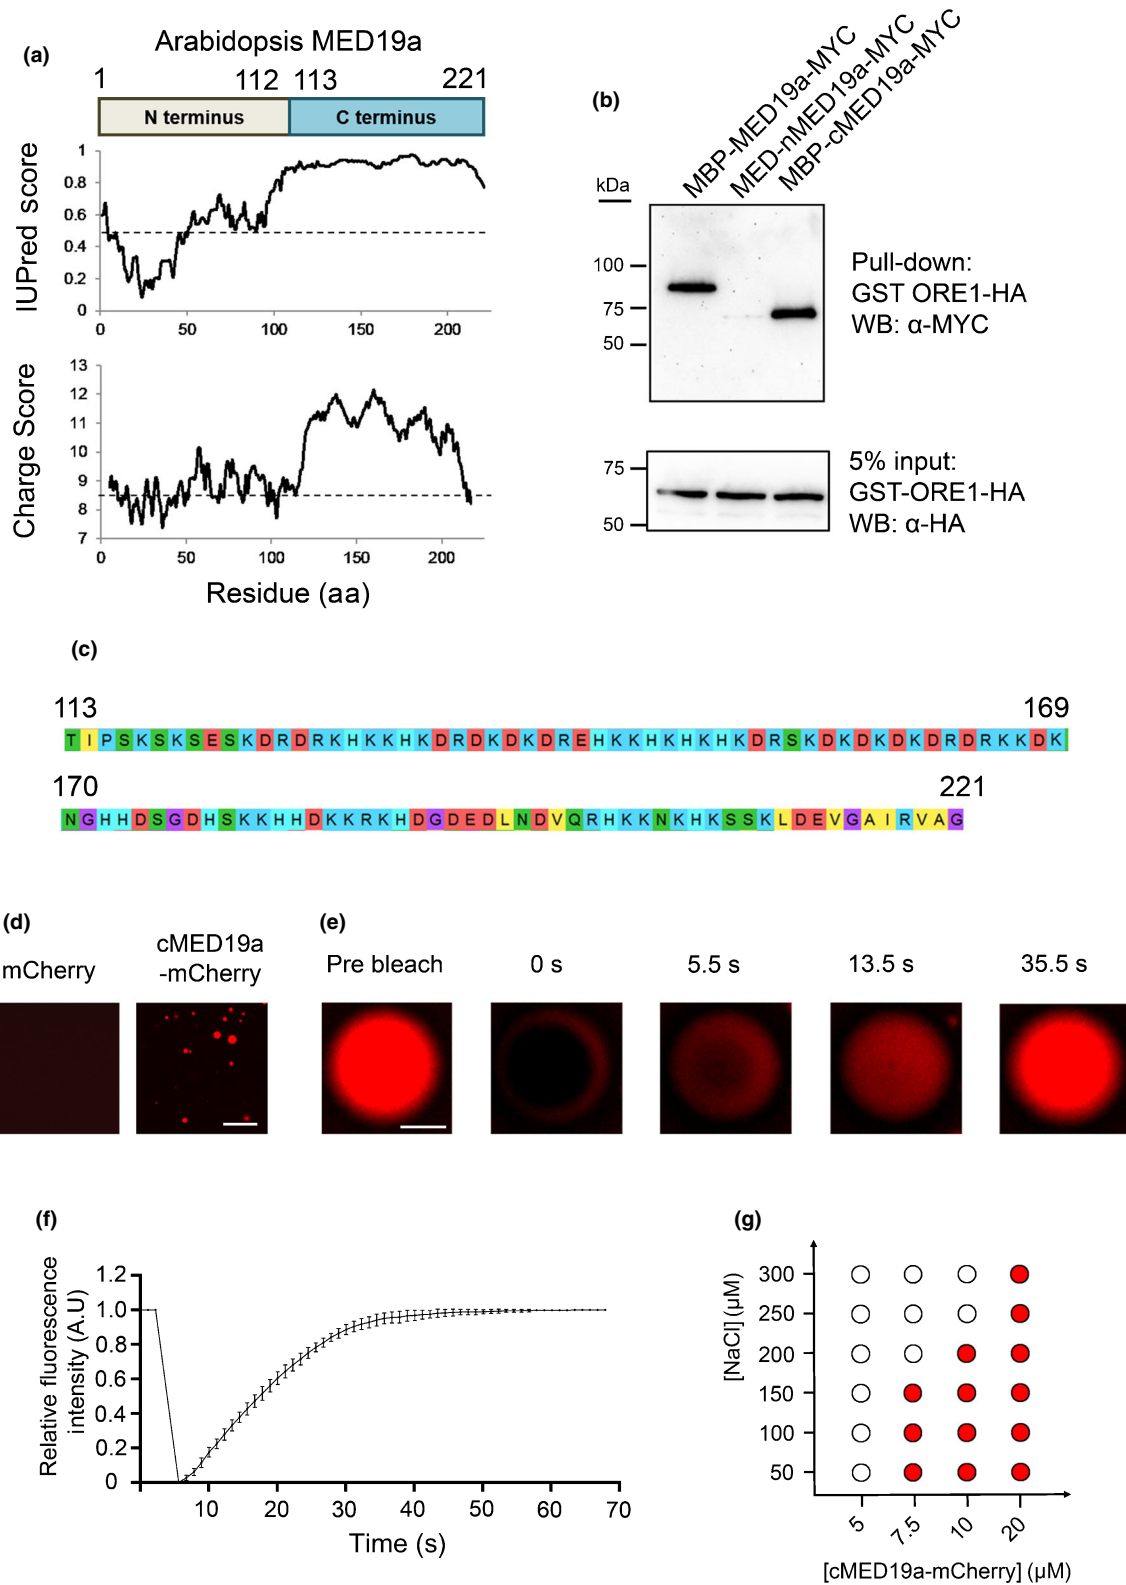 (a)
Arabidopsis MED19a
1 112 113 221
N terminus C terminus
IUPred score
1
0.8
0.6
0.4
0.2
0
0 50 100 150 200
Charge Score
13
12
11
10
9
8
7
0 50 100 150 200
Residue (aa)
(b)
MBP-MED19a-MYC
MED-nMED19a-MYC
MBP-cMED19a-MYC
kDa
100
75
50
Pull-down:
GST ORE1-HA
WB: α-MYC
75
50
5% input:
GST-ORE1-HA
WB: α-HA
(c)
113 169
TIPSKSKSESKDRDRKHKKHKDRDKDKDREHKKHKHKHKDRSKDKDKDKDRDRKKDK
170 221
NGHHDSGDHSKKHHDKKRKHDGDEDLNDVQRHKKNKHKSSKLDEVGAIRVAG
(d)
mCherry
cMED19a
-mCherry
(e)
Pre bleach 0 s 5.5 s 13.5 s 35.5 s
(f)
Relative fluorescence
intensity (A.U)
1.2
1.0
0.8
0.6
0.4
0.2
0
10 20 30 40 50 60 70
Time (s)
(g)
[NaCl] (µM)
300
250
200
150
100
50
5 7.5 10 20
[cMED19a-mCherry] (µM)